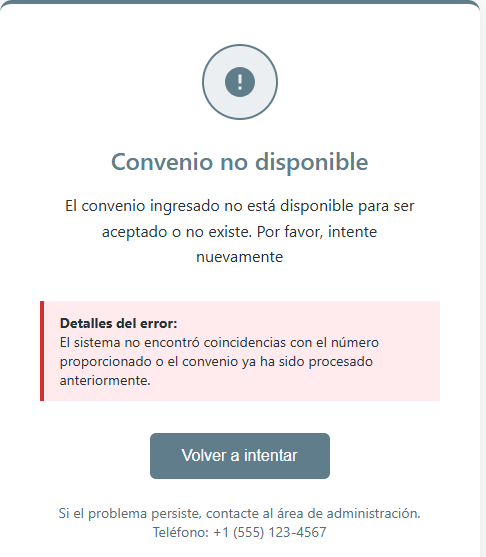 Convenio no disponible
El convenio ingresado no está disponible para ser
aceptado o no existe. Por favor, intente
nuevamente
Detalles del error:
El sistema no encontró coincidencias con el número
proporcionado o el convenio ya ha sido procesado
anteriormente.
Volver a intentar
Si el problema persiste, contacte al área de administración.
Teléfono: +1 (555) 123-4567